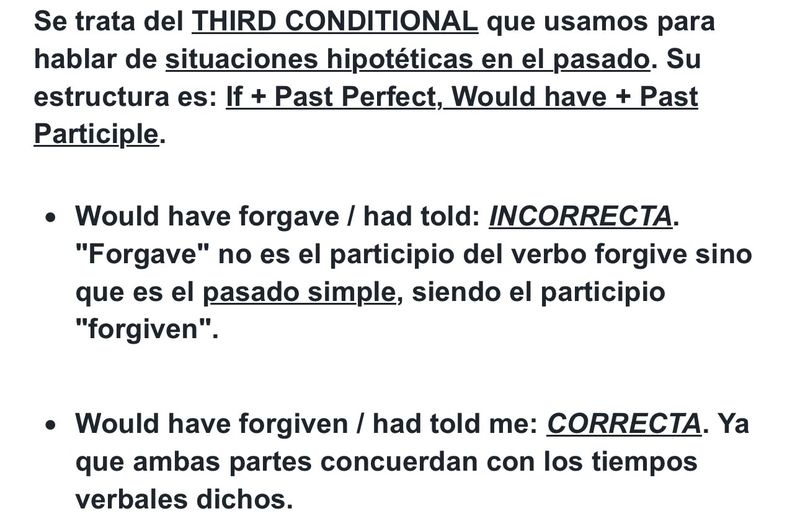 Se trata del THIRD CONDITIONAL que usamos para
hablar de situaciones hipotéticas en el pasado. Su
estructura es: If + Past Perfect, Would have + Past
Participle.
• Would have forgave / had told: INCORRECTA.
"Forgave" no es el participio del verbo forgive sino
que es el pasado simple, siendo el participio
"forgiven".
• Would have forgiven / had told me: CORRECTA. Ya
que ambas partes concuerdan con los tiempos
verbales dichos.